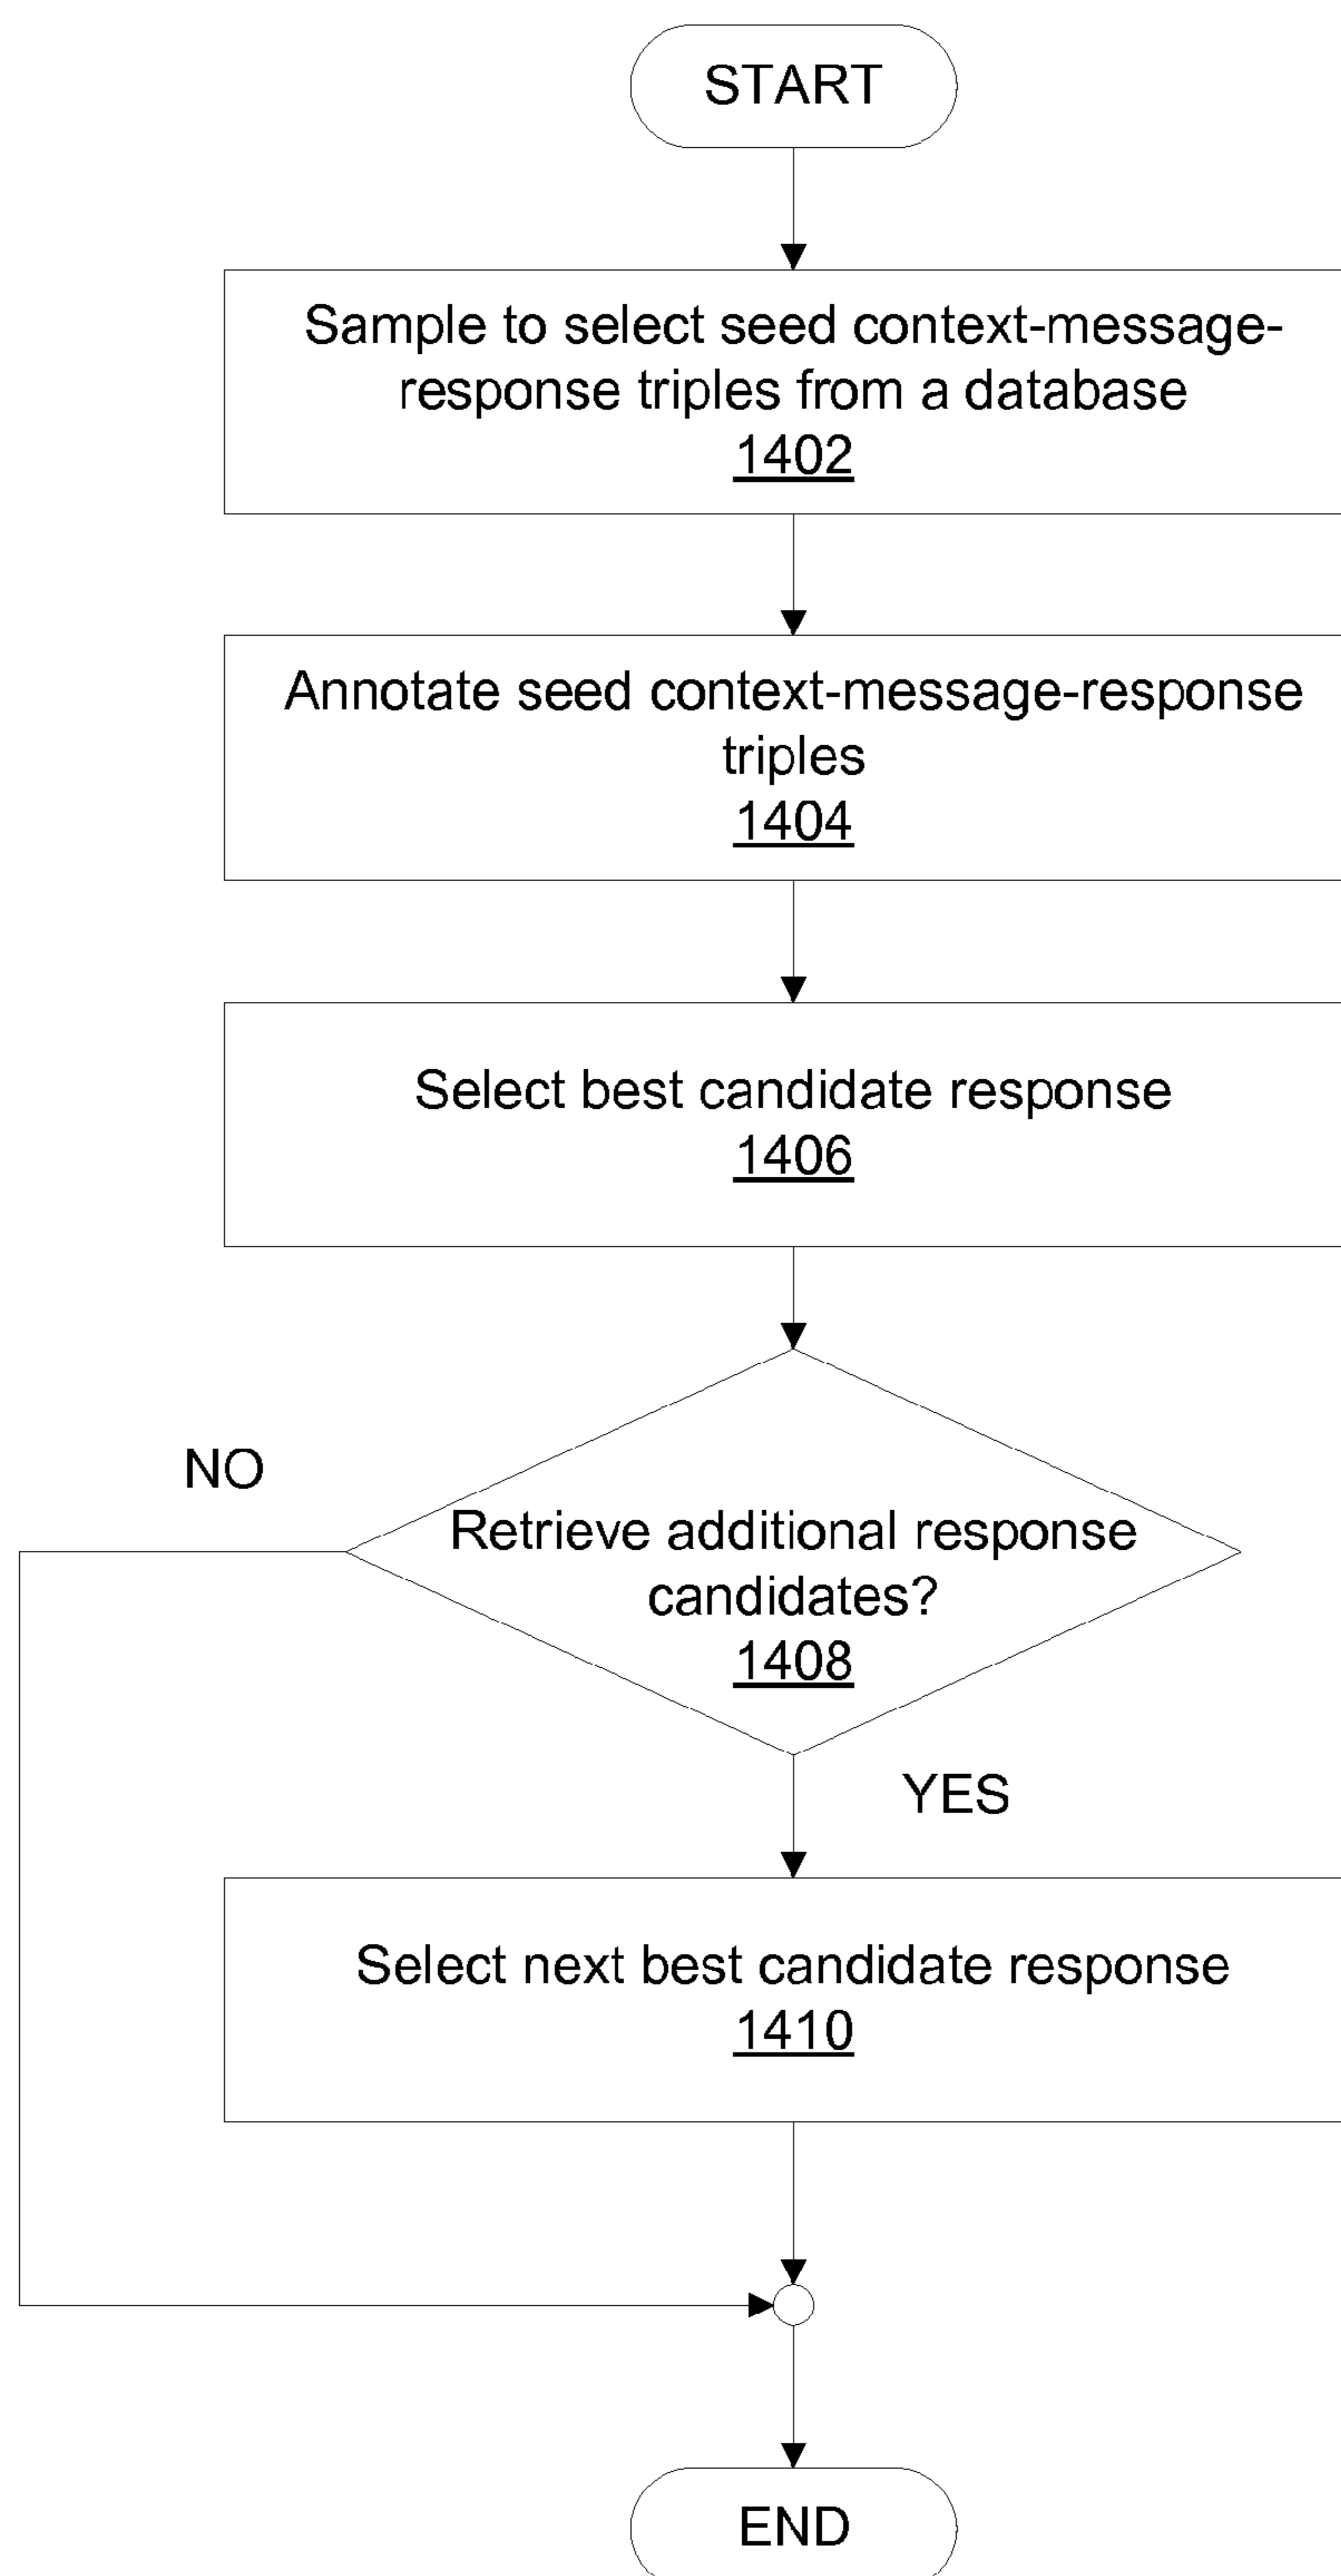 START
Sample to select seed context-message-
response triples from a database
1402
Annotate seed context-message-response
triples
1404
Select best candidate response
1406
NO
Retrieve additional response
candidates?
1408
YES
Select next best candidate response
1410
END